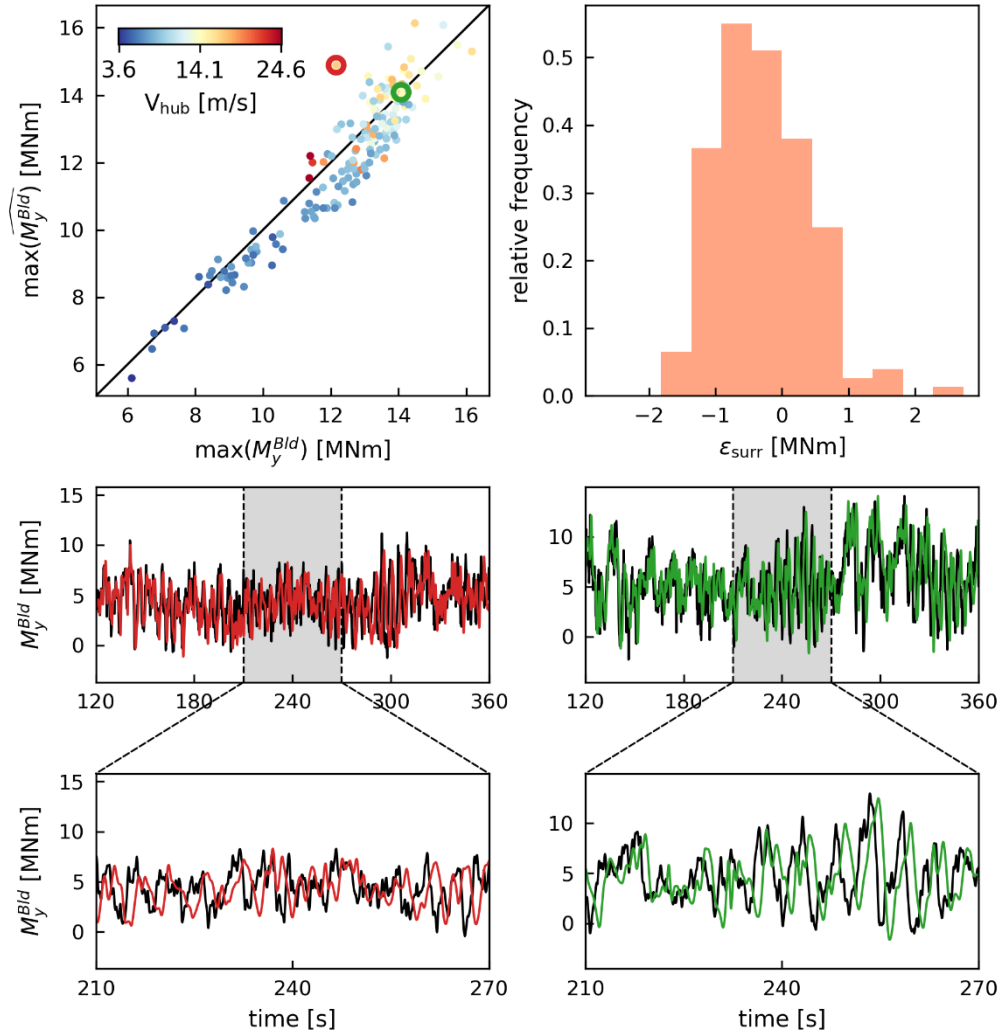 16
14
12
10
8
6
3.6 14.1 24.6
V_hub [m/s]
max(\widehat{M_y^{Bld}}) [MNm]
6 8 10 12 14 16
max(M_y^{Bld}) [MNm]
relative frequency
0.5
0.4
0.3
0.2
0.1
0.0
−2 −1 0 1 2
ε_surr [MNm]
M_y^{Bld} [MNm]
15
10
5
0
120 180 240 300 360
10
5
0
120 180 240 300 360
M_y^{Bld} [MNm]
15
10
5
0
210 240 270
time [s]
15
10
5
0
210 240 270
time [s]